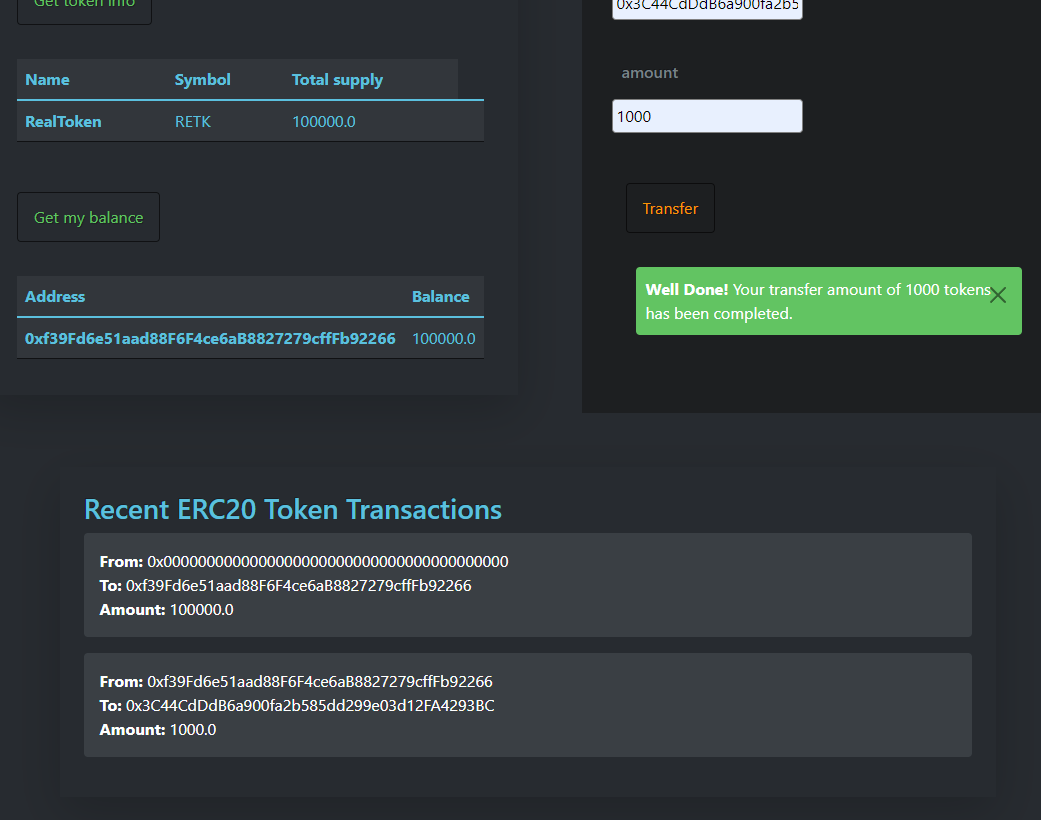 Get token info
0x3C44CdDdB6a900fa2b5
Name Symbol Total supply
RealToken RETK 100000.0
amount
1000
Get my balance
Transfer
Address Balance
0xf39Fd6e51aad88F6F4ce6aB8827279cffFb92266 100000.0
Well Done! Your transfer amount of 1000 tokens
has been completed.
Recent ERC20 Token Transactions
From: 0x0000000000000000000000000000000000000000
To: 0xf39Fd6e51aad88F6F4ce6aB8827279cffFb92266
Amount: 100000.0
From: 0xf39Fd6e51aad88F6F4ce6aB8827279cffFb92266
To: 0x3C44CdDdB6a900fa2b585dd299e03d12FA4293BC
Amount: 1000.0